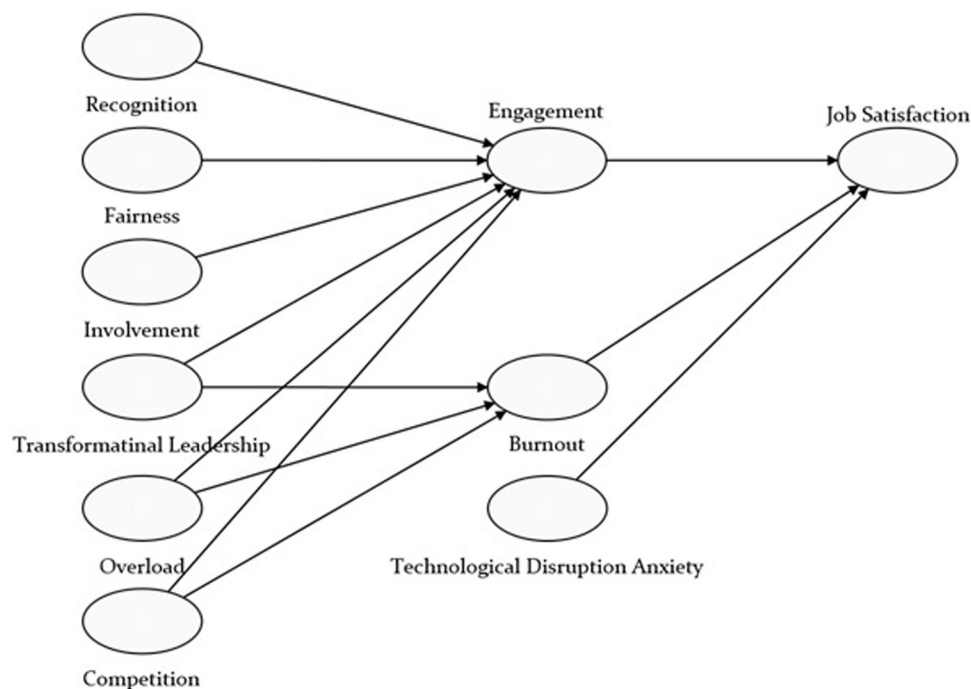 Recognition
Engagement
Job Satisfaction
Fairness
Involvement
Transformatinal Leadership
Burnout
Overload
Technological Disruption Anxiety
Competition